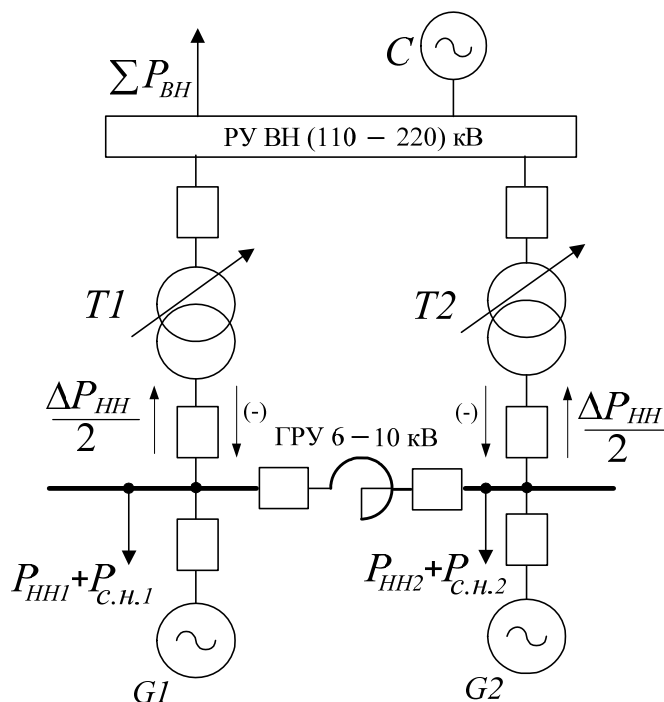 C
∑P_ВН
РУ ВН (110 – 220) кВ
T1
T2
ΔP_НН/2
(-)
ГРУ 6 – 10 кВ
(-)
ΔP_НН/2
P_НН1+P_с.н.1
P_НН2+P_с.н.2
G1
G2